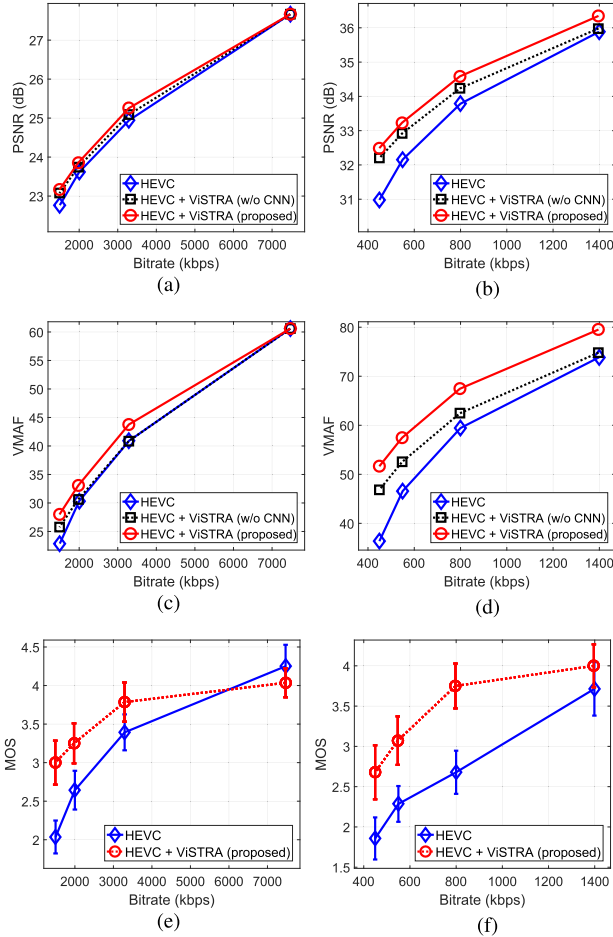 27
26
25
24
23
PSNR (dB)
2000 3000 4000 5000 6000 7000
Bitrate (kbps)
HEVC
HEVC + ViSTRA (w/o CNN)
HEVC + ViSTRA (proposed)
(a)
36
35
34
33
32
31
PSNR (dB)
400 600 800 1000 1200 1400
Bitrate (kbps)
HEVC
HEVC + ViSTRA (w/o CNN)
HEVC + ViSTRA (proposed)
(b)
60
55
50
45
40
35
30
25
VMAF
2000 3000 4000 5000 6000 7000
Bitrate (kbps)
HEVC
HEVC + ViSTRA (w/o CNN)
HEVC + ViSTRA (proposed)
(c)
80
70
60
50
40
VMAF
400 600 800 1000 1200 1400
Bitrate (kbps)
HEVC
HEVC + ViSTRA (w/o CNN)
HEVC + ViSTRA (proposed)
(d)
4.5
4
3.5
3
2.5
2
MOS
2000 3000 4000 5000 6000 7000
Bitrate (kbps)
HEVC
HEVC + ViSTRA (proposed)
(e)
4
3.5
3
2.5
2
1.5
MOS
400 600 800 1000 1200 1400
Bitrate (kbps)
HEVC
HEVC + ViSTRA (proposed)
(f)